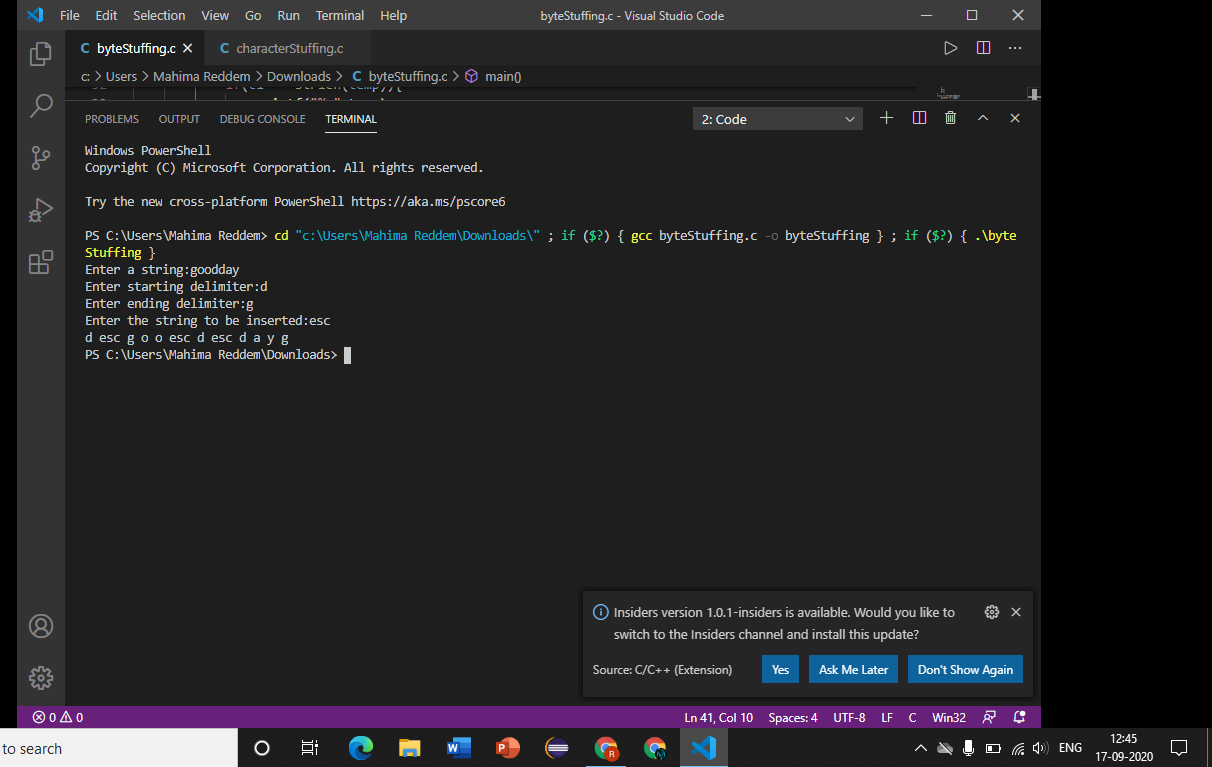 File Edit Selection View Go Run Terminal Help
byteStuffing.c - Visual Studio Code
C byteStuffing.c
C characterStuffing.c
c: > Users > Mahima Reddem > Downloads > C byteStuffing.c > main()
PROBLEMS OUTPUT DEBUG CONSOLE TERMINAL
2: Code
Windows PowerShell
Copyright (C) Microsoft Corporation. All rights reserved.
Try the new cross-platform PowerShell https://aka.ms/pscore6
PS C:\Users\Mahima Reddem> cd "c:\Users\Mahima Reddem\Downloads\" ; if ($?) { gcc byteStuffing.c -o byteStuffing } ; if ($?) { .\byte
Stuffing }
Enter a string:goodday
Enter starting delimiter:d
Enter ending delimiter:g
Enter the string to be inserted:esc
d esc g o o esc d esc d a y g
PS C:\Users\Mahima Reddem\Downloads>
Insiders version 1.0.1-insiders is available. Would you like to
switch to the Insiders channel and install this update?
Source: C/C++ (Extension)
Yes
Ask Me Later
Don't Show Again
0 0
Ln 41, Col 10 Spaces: 4 UTF-8 LF C Win32
to search
ENG
12:45
17-09-2020